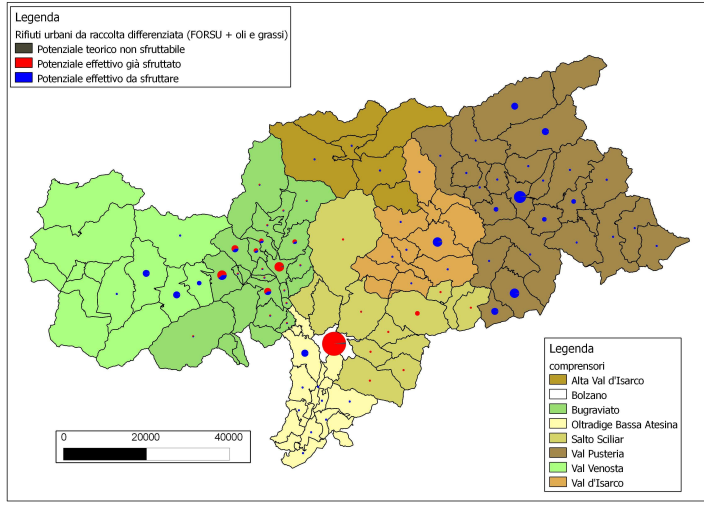 Legenda
Rifiuti urbani da raccolta differenziata (FORSU + oli e grassi)
Potenziale teorico non sfruttabile
Potenziale effettivo già sfruttato
Potenziale effettivo da sfruttare
Legenda
comprensori
Alta Val d'Isarco
Bolzano
Bugraviato
Oltradige Bassa Atesina
Salto Sciliar
Val Pusteria
Val Venosta
Val d'Isarco
0 20000 40000